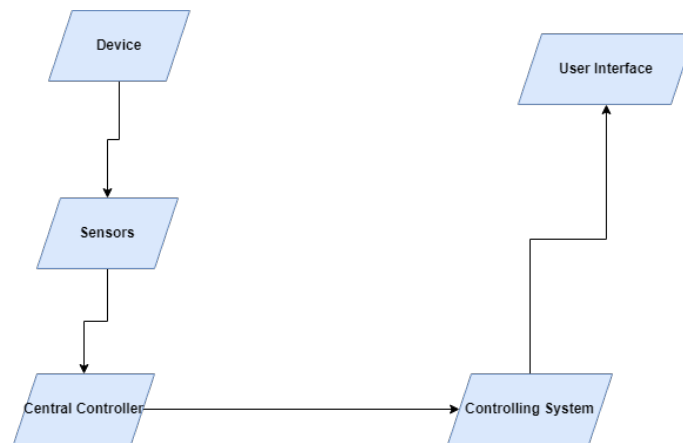 Device
User Interface
Sensors
Central Controller
Controlling System